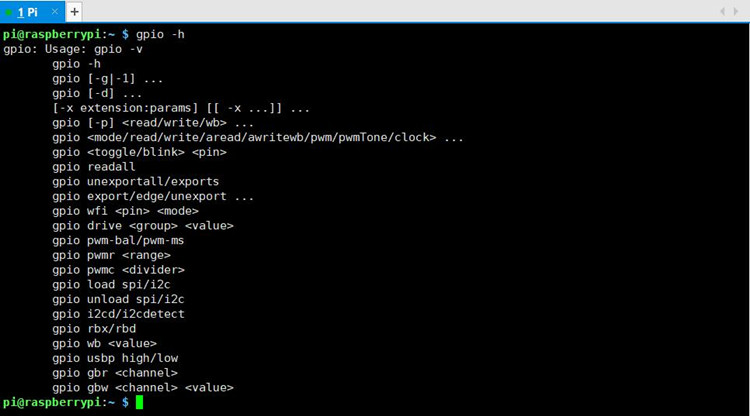 1 Pi × +
pi@raspberrypi:~ $ gpio -h
gpio: Usage: gpio -v
       gpio -h
       gpio [-g|-1] ...
       gpio [-d] ...
       [-x extension:params] [[ -x ...]] ...
       gpio [-p] <read/write/wb> ...
       gpio <mode/read/write/aread/awritewb/pwm/pwmTone/clock> ...
       gpio <toggle/blink> <pin>
       gpio readall
       gpio unexportall/exports
       gpio export/edge/unexport ...
       gpio wfi <pin> <mode>
       gpio drive <group> <value>
       gpio pwm-bal/pwm-ms
       gpio pwmr <range>
       gpio pwmc <divider>
       gpio load spi/i2c
       gpio unload spi/i2c
       gpio i2cd/i2cdetect
       gpio rbx/rbd
       gpio wb <value>
       gpio usbp high/low
       gpio gbr <channel>
       gpio gbw <channel> <value>
pi@raspberrypi:~ $